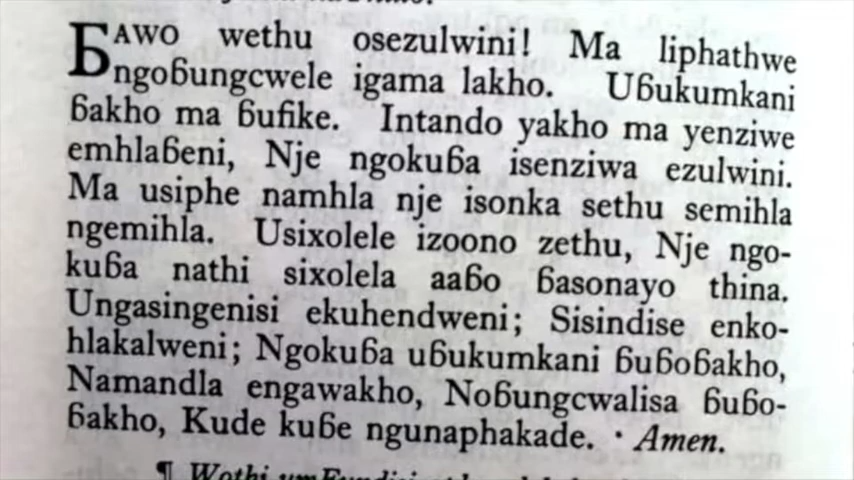 ƁAWO wethu osezulwini! Ma liphathwe
ngoɓungcwele igama lakho. Uɓukumkani
ɓakho ma ɓufike. Intando yakho ma yenziwe
emhlaɓeni, Nje ngokuɓa isenziwa ezulwini.
Ma usiphe namhla nje isonka sethu semihla
ngemihla. Usixolele izoono zethu, Nje ngo-
kuɓa nathi sixolela aaɓo ɓasonayo thina.
Ungasingenisi ekuhendweni; Sisindise enko-
hlakalweni; Ngokuɓa uɓukumkani ɓuɓoɓakho,
Namandla engawakho, Noɓungcwalisa ɓuɓo-
ɓakho, Kude kuɓe ngunaphakade. · Amen.
¶ Wothi